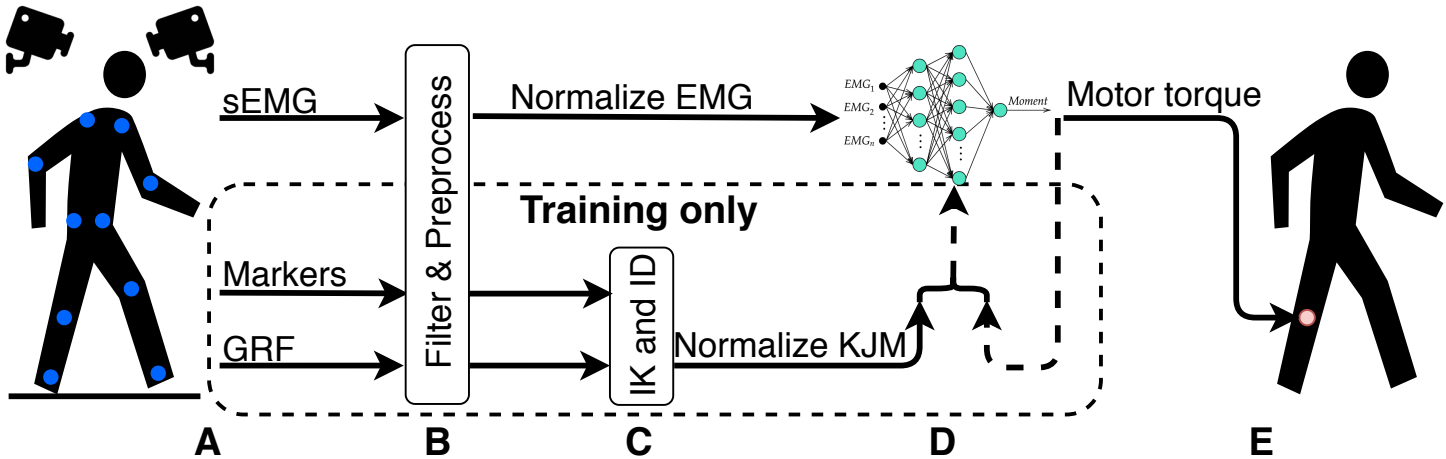 sEMG
Normalize EMG
EMG1
EMG2
EMGn
Moment
Motor torque
Filter & Preprocess
Training only
Markers
GRF
IK and ID
Normalize KJM
A
B
C
D
E